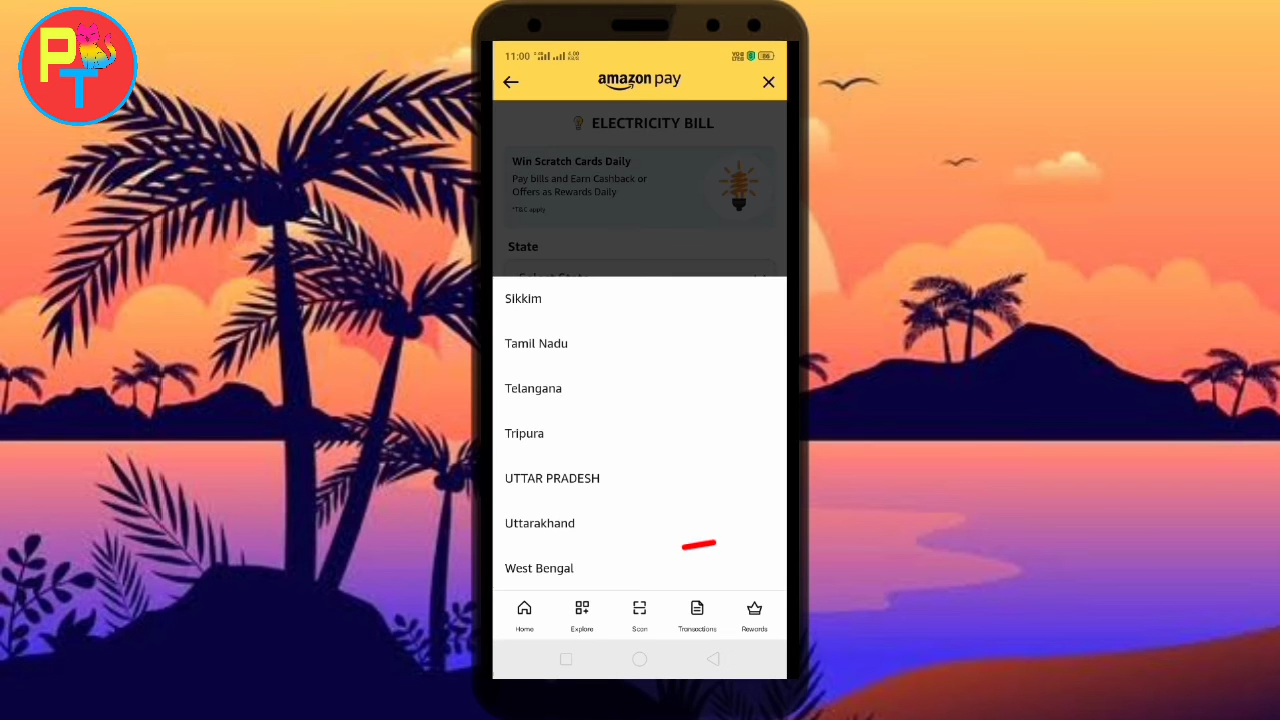 P
T
11:00
amazon pay
ELECTRICITY BILL
Win Scratch Cards Daily
Pay bills and Earn Cashback or
Offers as Rewards Daily
*T&C apply
State
Sikkim
Tamil Nadu
Telangana
Tripura
UTTAR PRADESH
Uttarakhand
West Bengal
Home Explore Scan Transactions Rewards